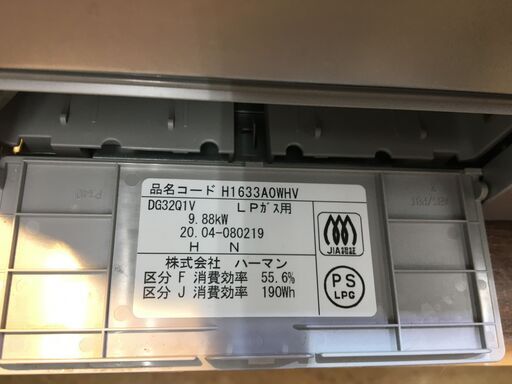 品名コード H1633A0WHV
DG32Q1V LPガス用
9.88kW
20.04-080219
H N
株式会社 ハーマン
区分 F 消費効率 55.6%
区分 J 消費効率 190Wh
JIA認証
PS
LPG